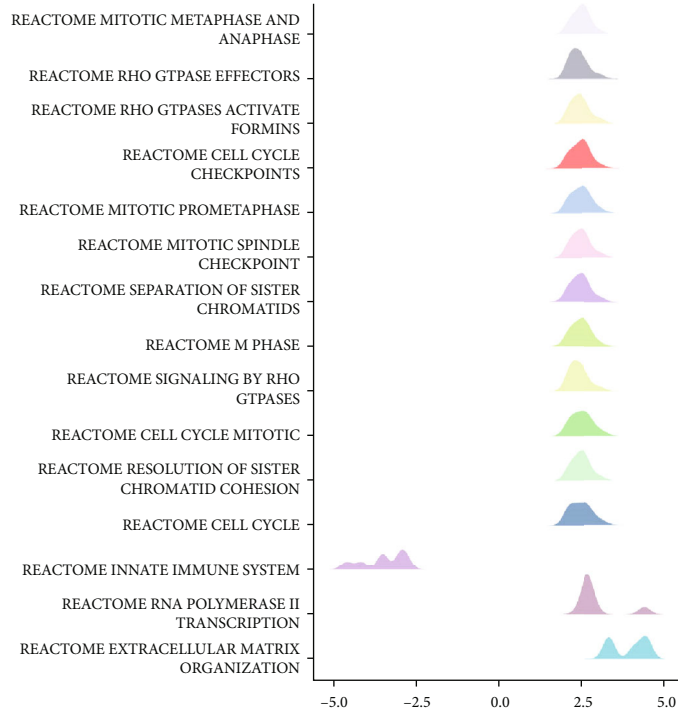 REACTOME MITOTIC METAPHASE AND
ANAPHASE
REACTOME RHO GTPASE EFFECTORS
REACTOME RHO GTPASES ACTIVATE
FORMINS
REACTOME CELL CYCLE
CHECKPOINTS
REACTOME MITOTIC PROMETAPHASE
REACTOME MITOTIC SPINDLE
CHECKPOINT
REACTOME SEPARATION OF SISTER
CHROMATIDS
REACTOME M PHASE
REACTOME SIGNALING BY RHO
GTPASES
REACTOME CELL CYCLE MITOTIC
REACTOME RESOLUTION OF SISTER
CHROMATID COHESION
REACTOME CELL CYCLE
REACTOME INNATE IMMUNE SYSTEM
REACTOME RNA POLYMERASE II
TRANSCRIPTION
REACTOME EXTRACELLULAR MATRIX
ORGANIZATION
–5.0 –2.5 0.0 2.5 5.0